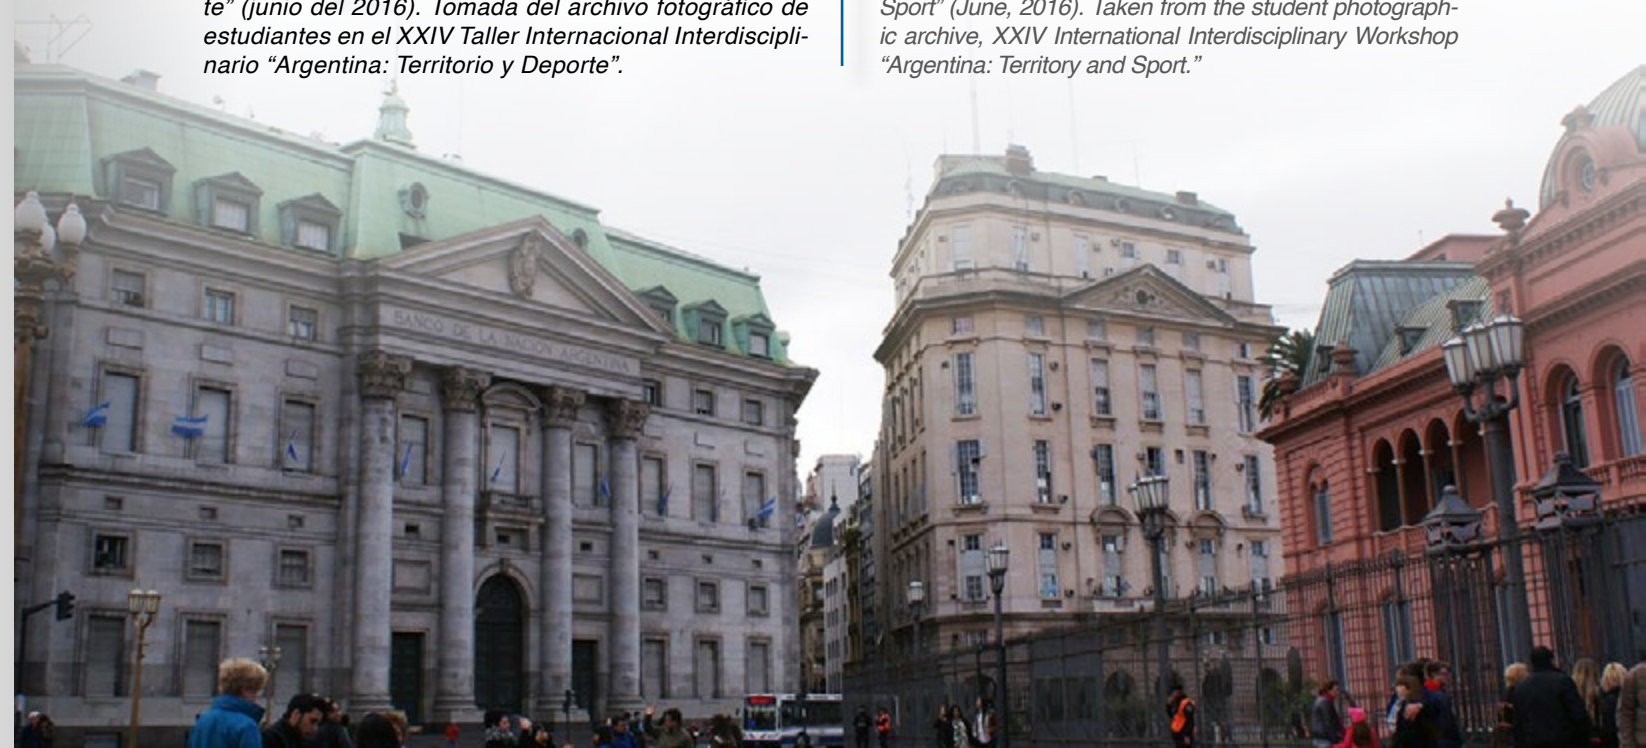 te” (junio del 2016). Tomada del archivo fotográfico de
estudiantes en el XXIV Taller Internacional Interdiscipli-
nario “Argentina: Territorio y Deporte”.
Sport” (June, 2016). Taken from the student photograph-
ic archive, XXIV International Interdisciplinary Workshop
“Argentina: Territory and Sport.”
BANCO DE LA NACION ARGENTINA